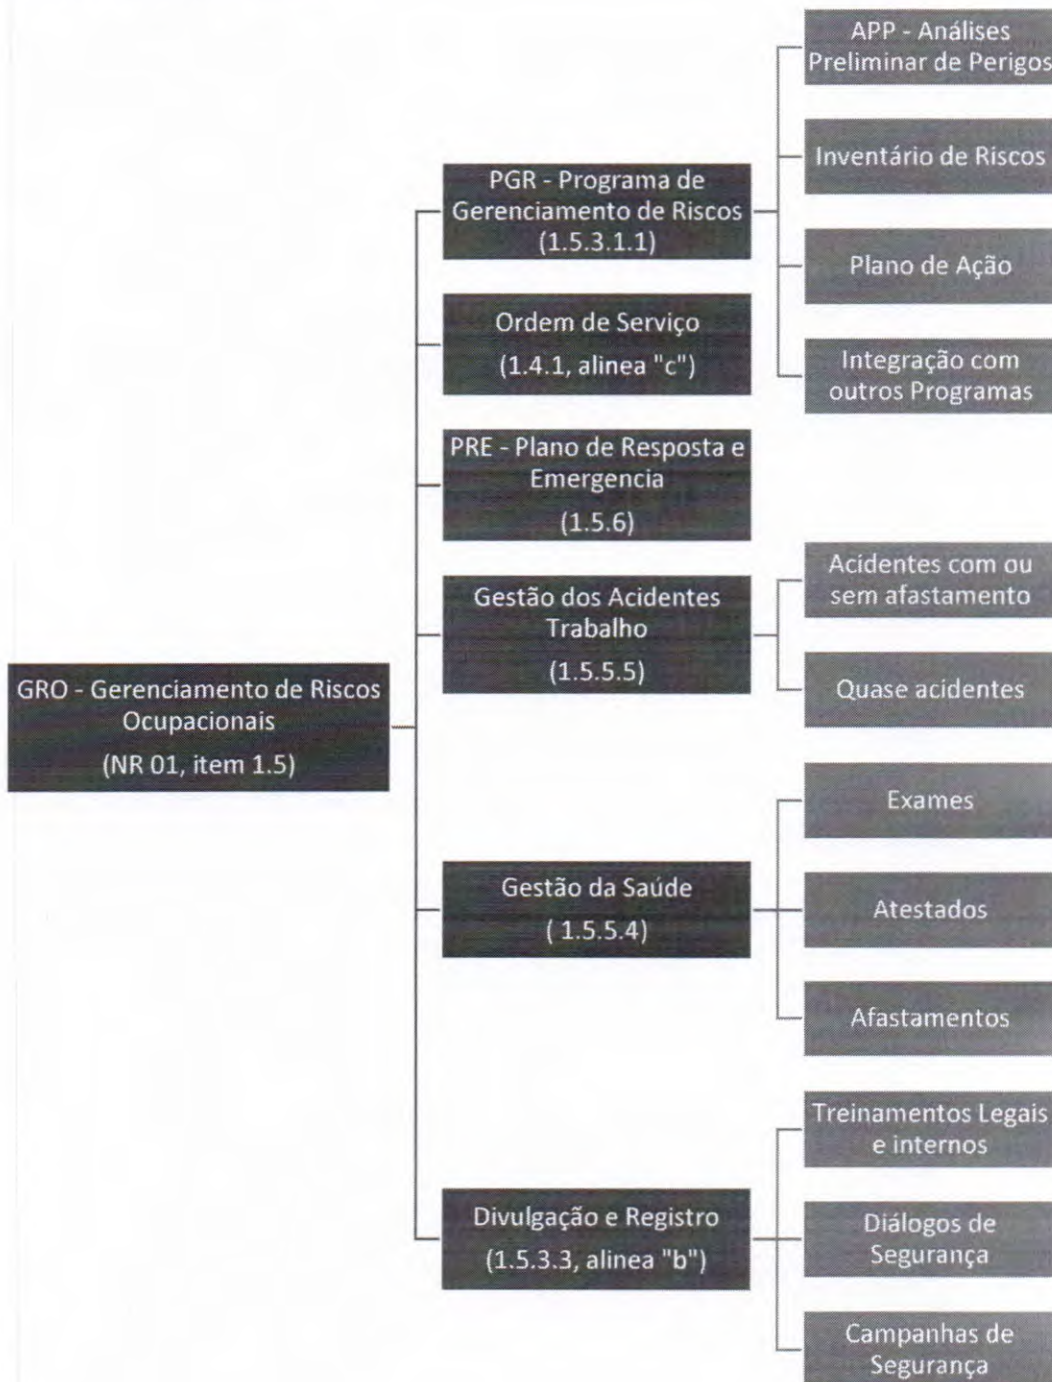 GRO - Gerenciamento de Riscos
Ocupacionais
(NR 01, item 1.5)
PGR - Programa de
Gerenciamento de Riscos
(1.5.3.1.1)
APP - Análises
Preliminar de Perigos
Inventário de Riscos
Plano de Ação
Integração com
outros Programas
Ordem de Serviço
(1.4.1, alinea "c")
PRE - Plano de Resposta e
Emergencia
(1.5.6)
Gestão dos Acidentes
Trabalho
(1.5.5.5)
Acidentes com ou
sem afastamento
Quase acidentes
Gestão da Saúde
( 1.5.5.4)
Exames
Atestados
Afastamentos
Divulgação e Registro
(1.5.3.3, alinea "b")
Treinamentos Legais
e internos
Diálogos de
Segurança
Campanhas de
Segurança